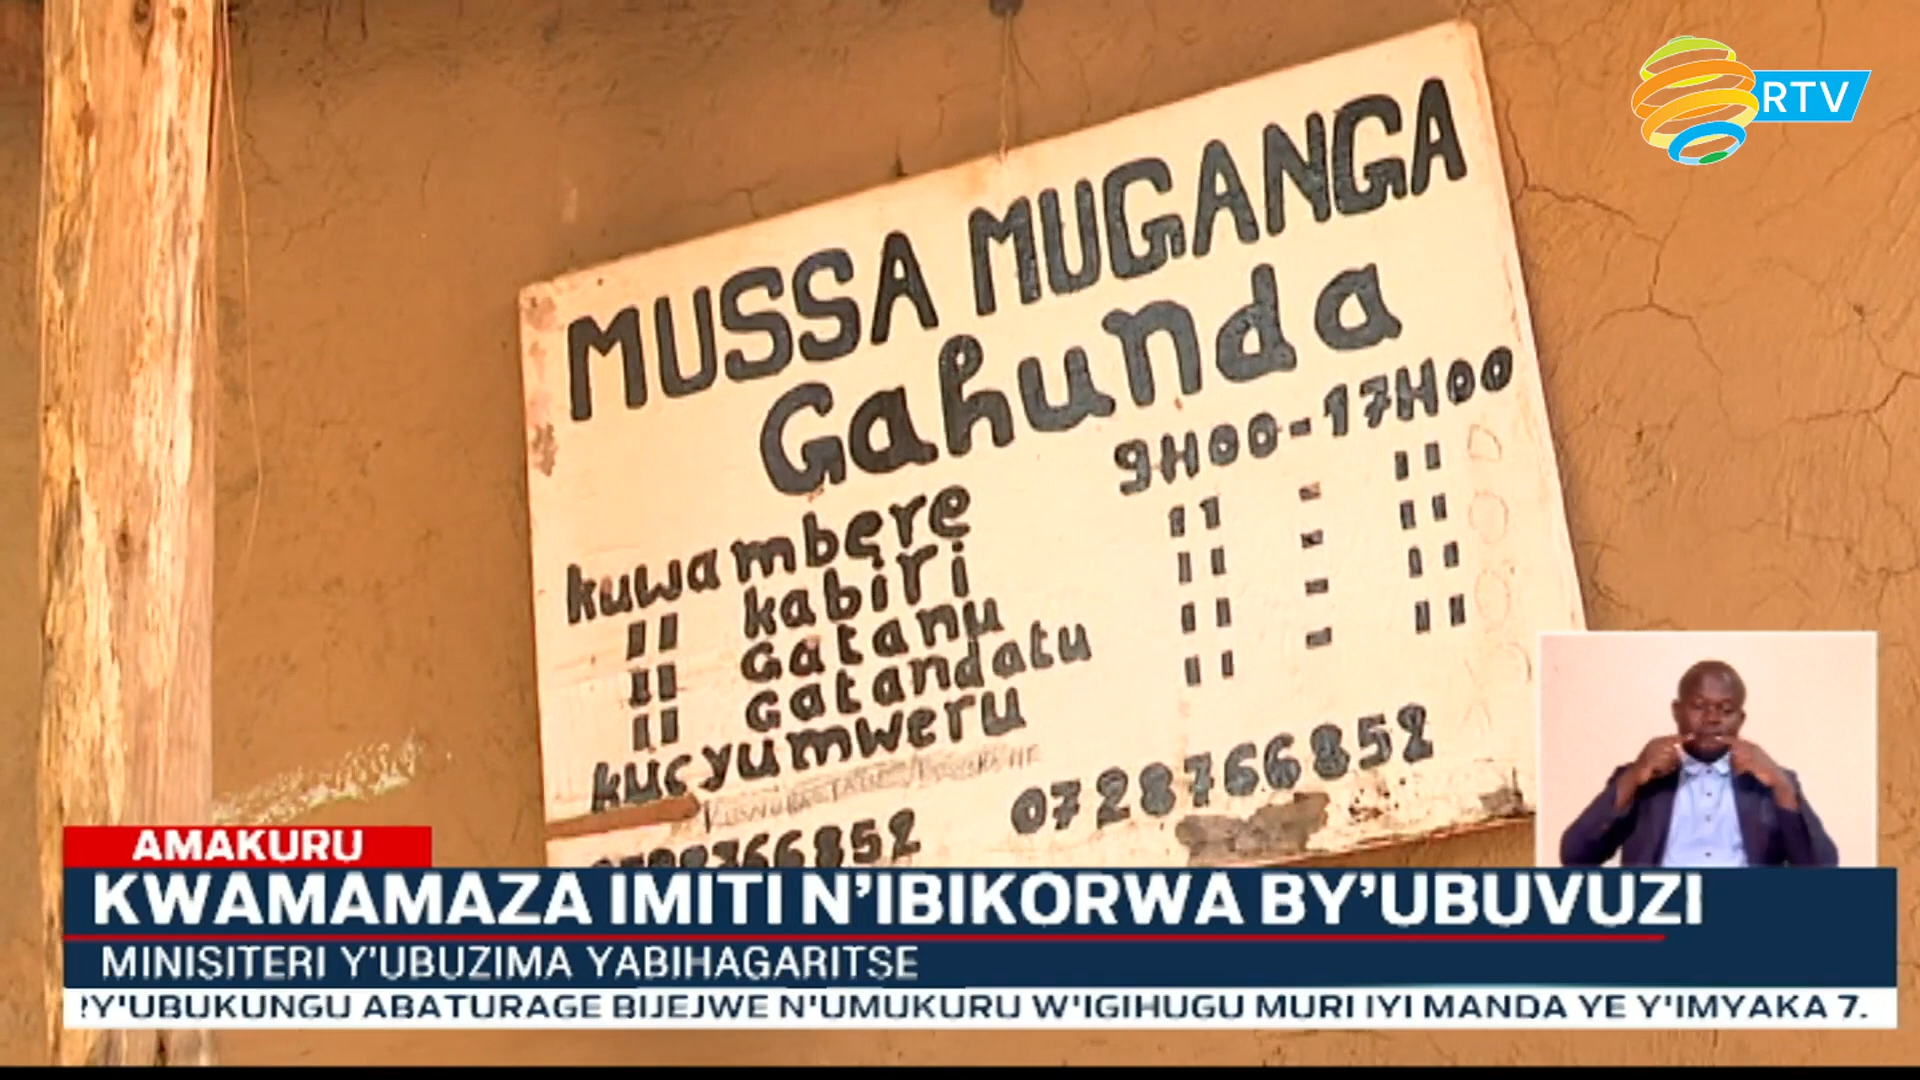 RTV
MUSSA MUGANGA
Gahunda
kuwambere 9H00-17H00
" kabiri " - "
" Gatanu " - "
" Gatandatu " - "
kucyumweru " - "
0728766852
AMAKURU
KWAMAMAZA IMITI N'IBIKORWA BY'UBUVUZI
MINISITERI Y'UBUZIMA YABIHAGARITSE
ABATURAGE BIJEJWE N'UMUKURU W'IGIHUGU MURI IYI MANDA YE Y'IMYAKA 7.